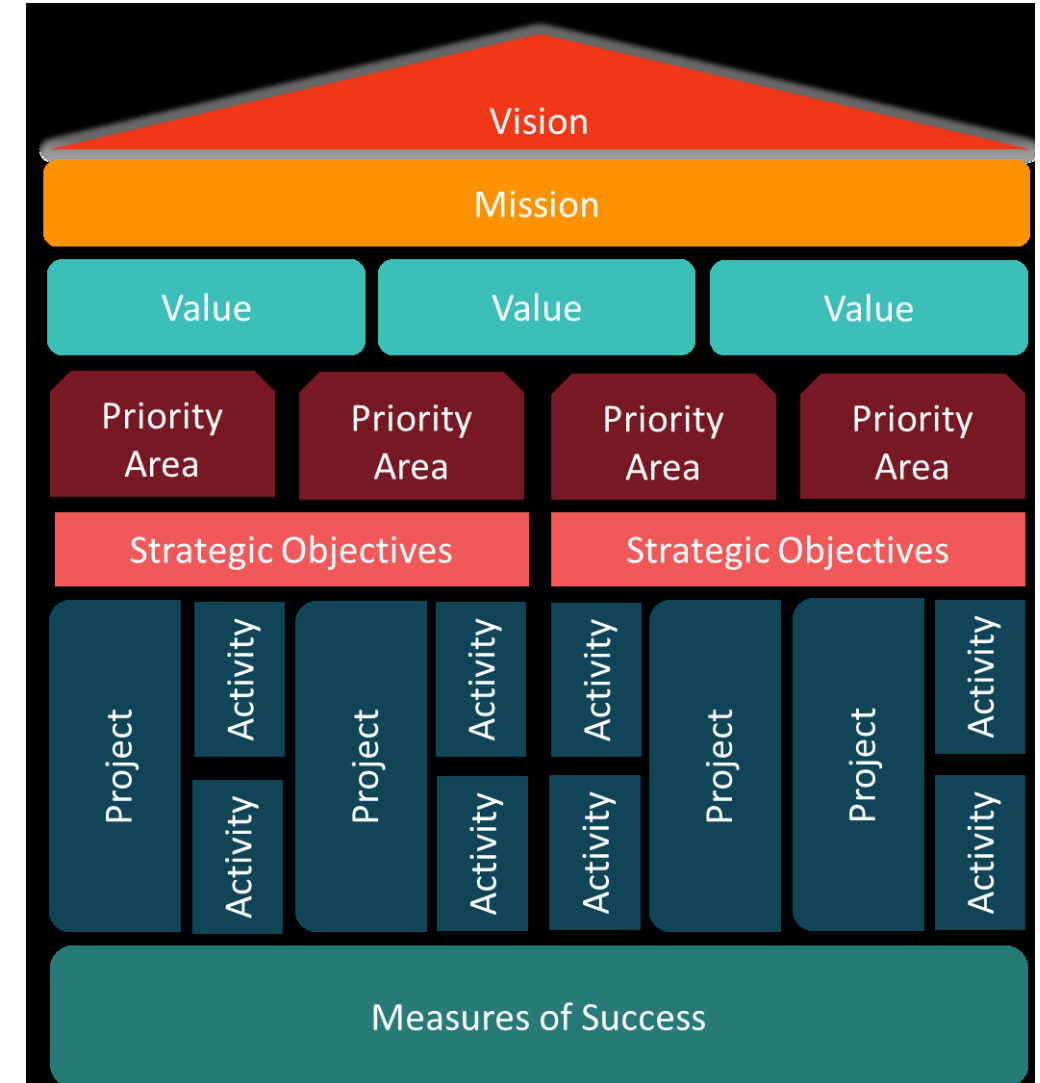 Vision
Mission
Value
Value
Value
Priority
Area
Priority
Area
Priority
Area
Priority
Area
Strategic Objectives
Strategic Objectives
Project
Activity
Activity
Project
Activity
Activity
Activity
Activity
Project
Project
Activity
Activity
Measures of Success